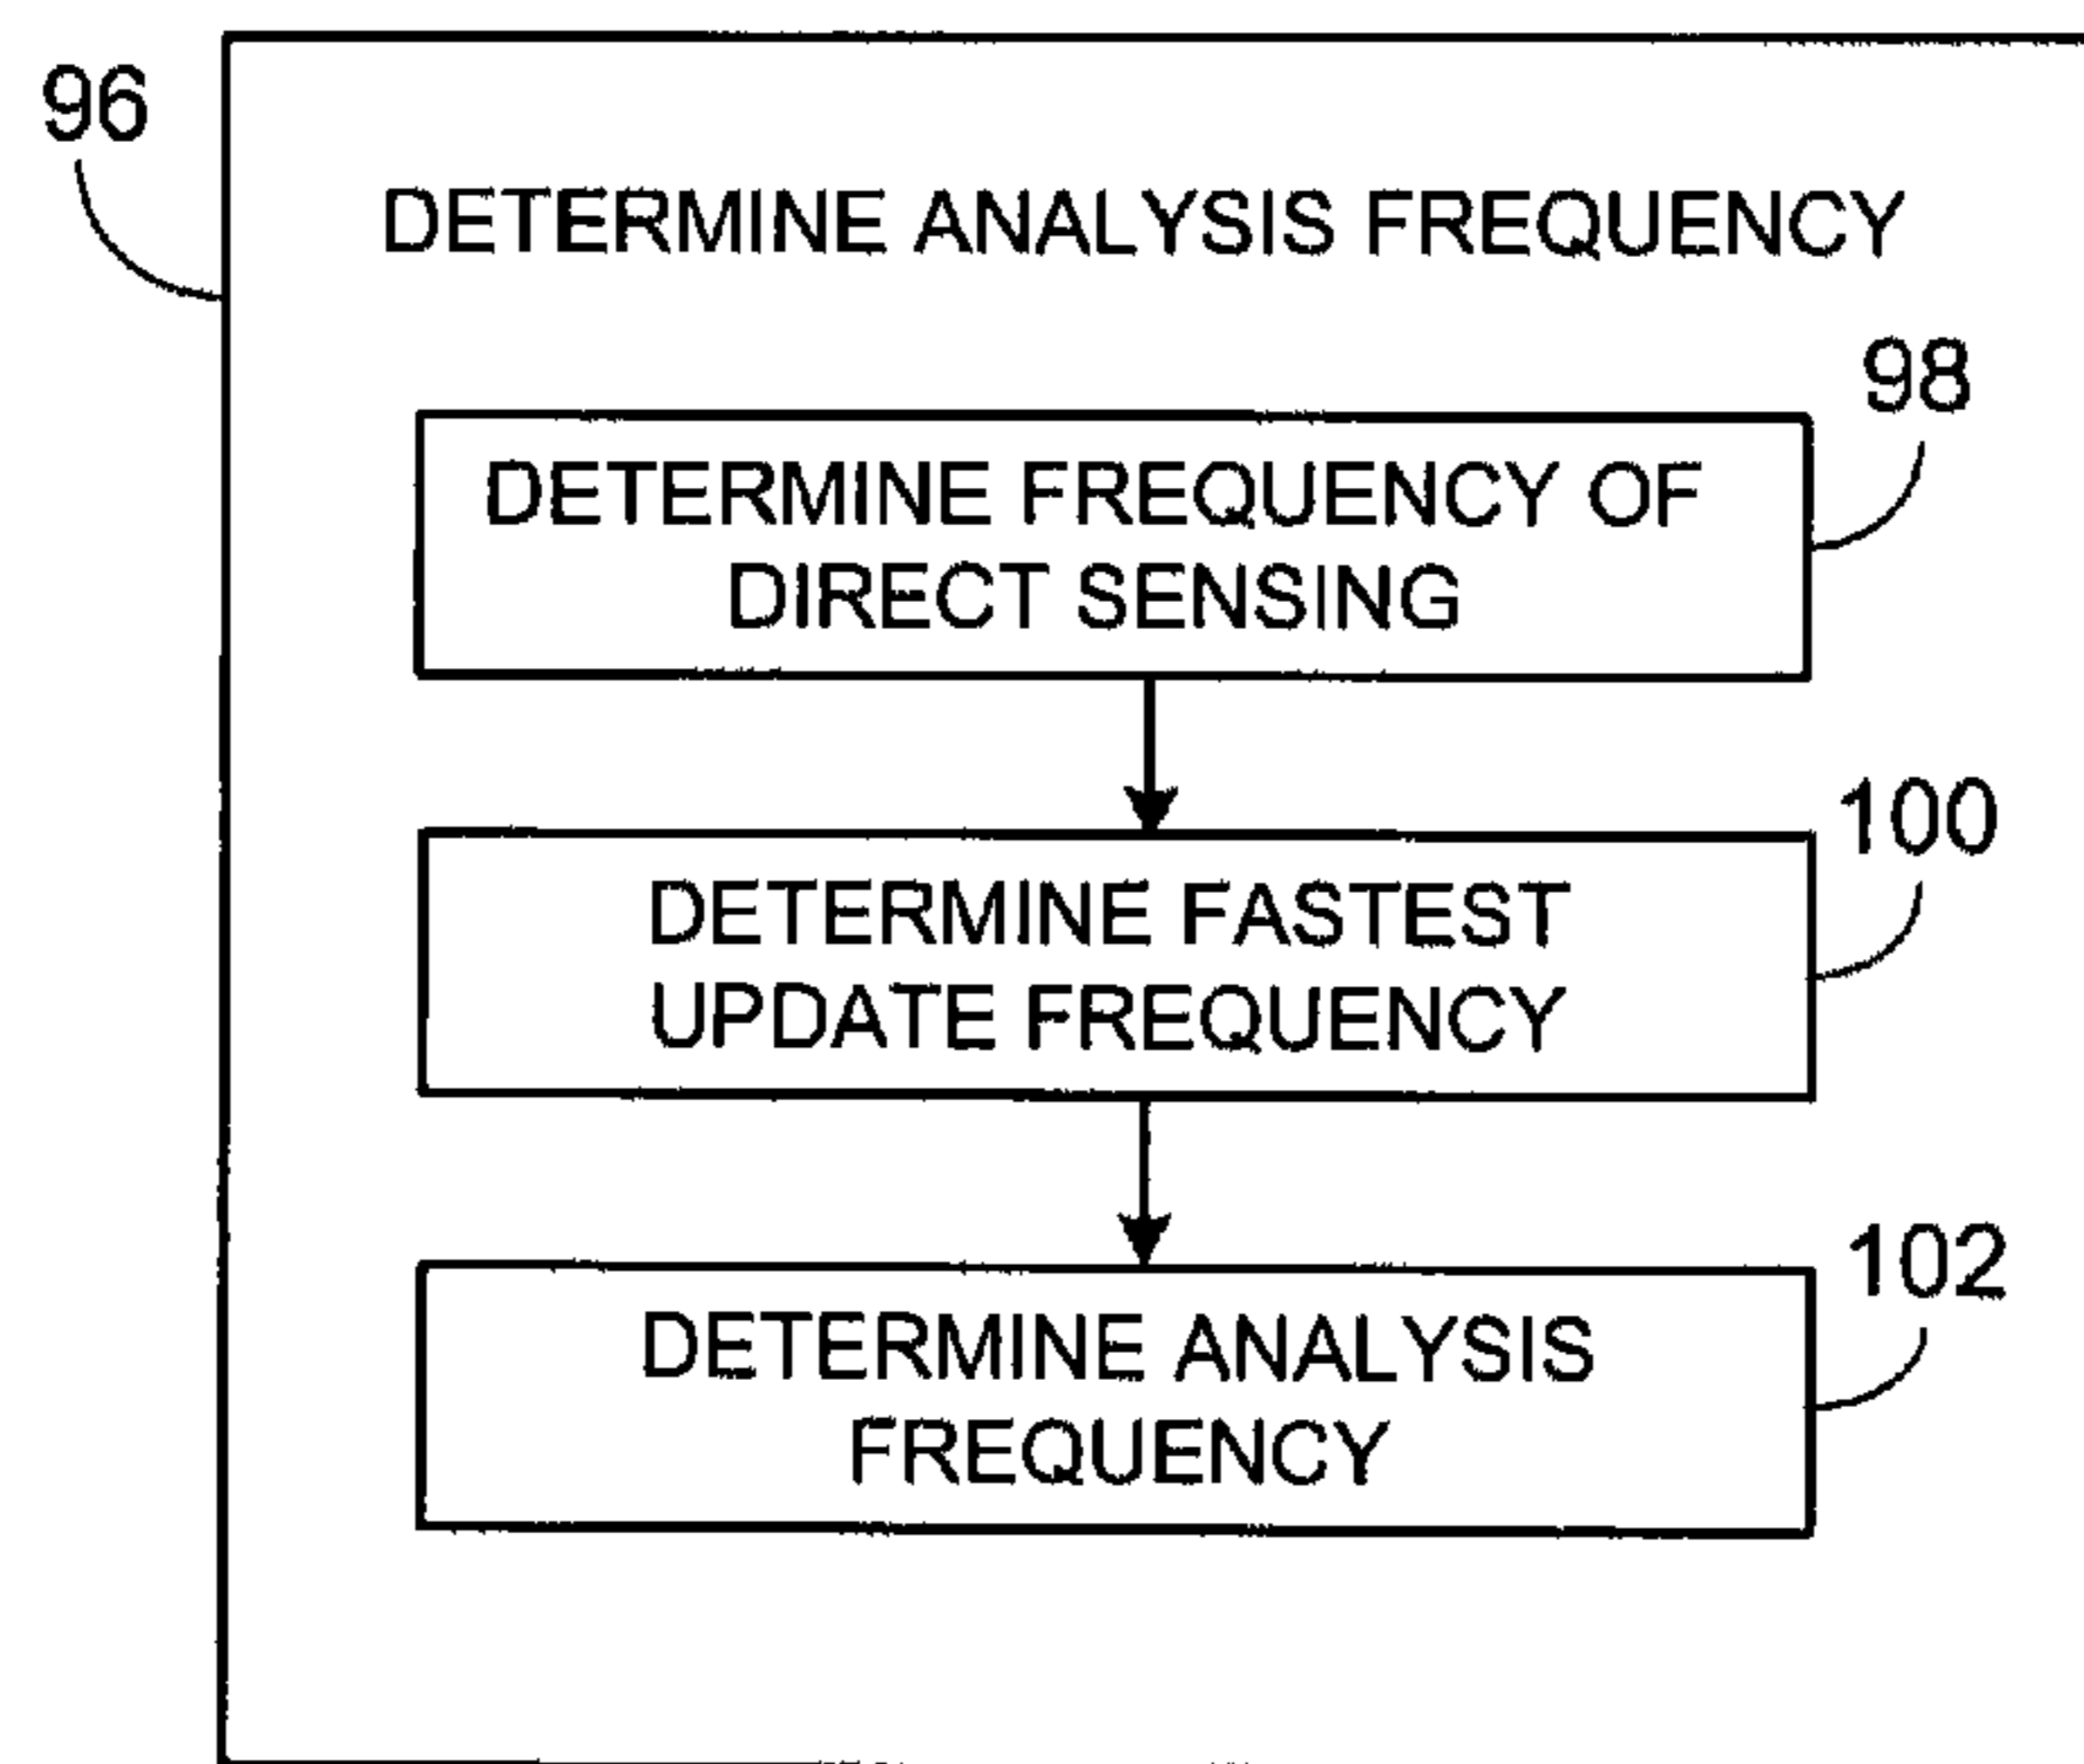 96
DETERMINE ANALYSIS FREQUENCY
98
DETERMINE FREQUENCY OF
DIRECT SENSING
100
DETERMINE FASTEST
UPDATE FREQUENCY
102
DETERMINE ANALYSIS
FREQUENCY